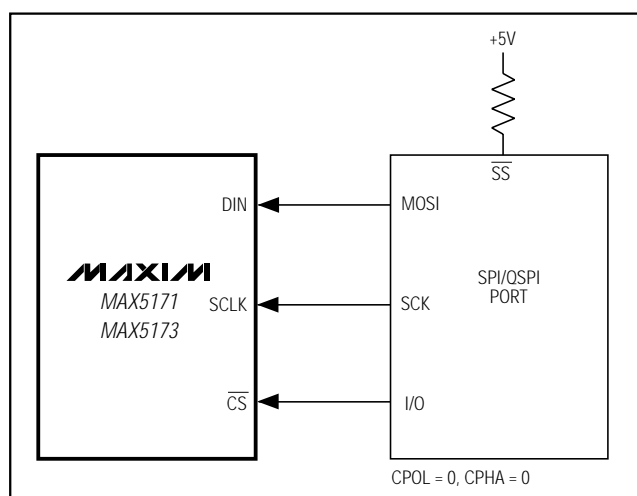 +5V
SS
DIN
MOSI
MAXIM
MAX5171
MAX5173
SPI/QSPI
PORT
SCLK
SCK
CS
I/O
CPOL = 0, CPHA = 0